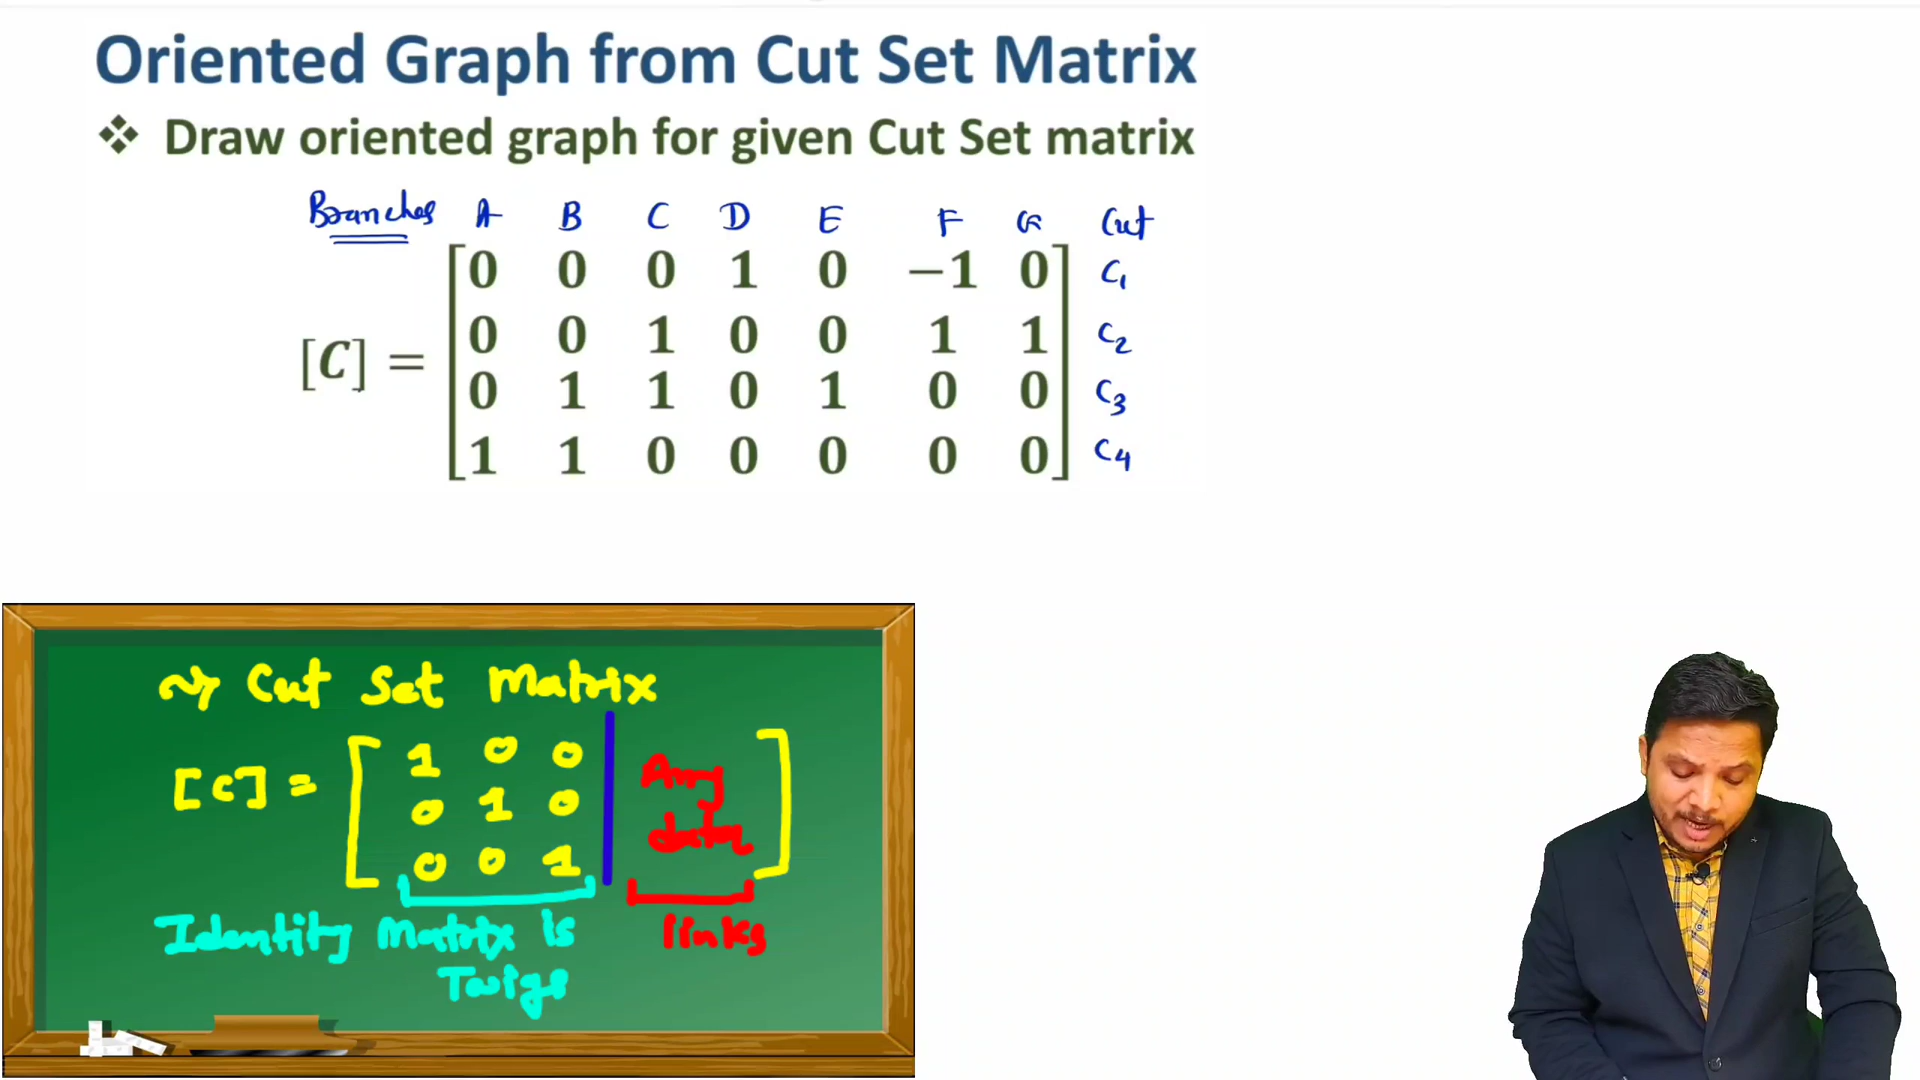 Oriented Graph from Cut Set Matrix
❖ Draw oriented graph for given Cut Set matrix
Branches A B C D E F G Cut
0 0 0 1 0 −1 0 C1
0 0 1 0 0 1 1 C2
[C] =
0 1 1 0 1 0 0 C3
1 1 0 0 0 0 0 C4
~> Cut Set Matrix
1 0 0
[C] = 0 1 0 Any
0 0 1 data
Identity Matrix is links
Twigs